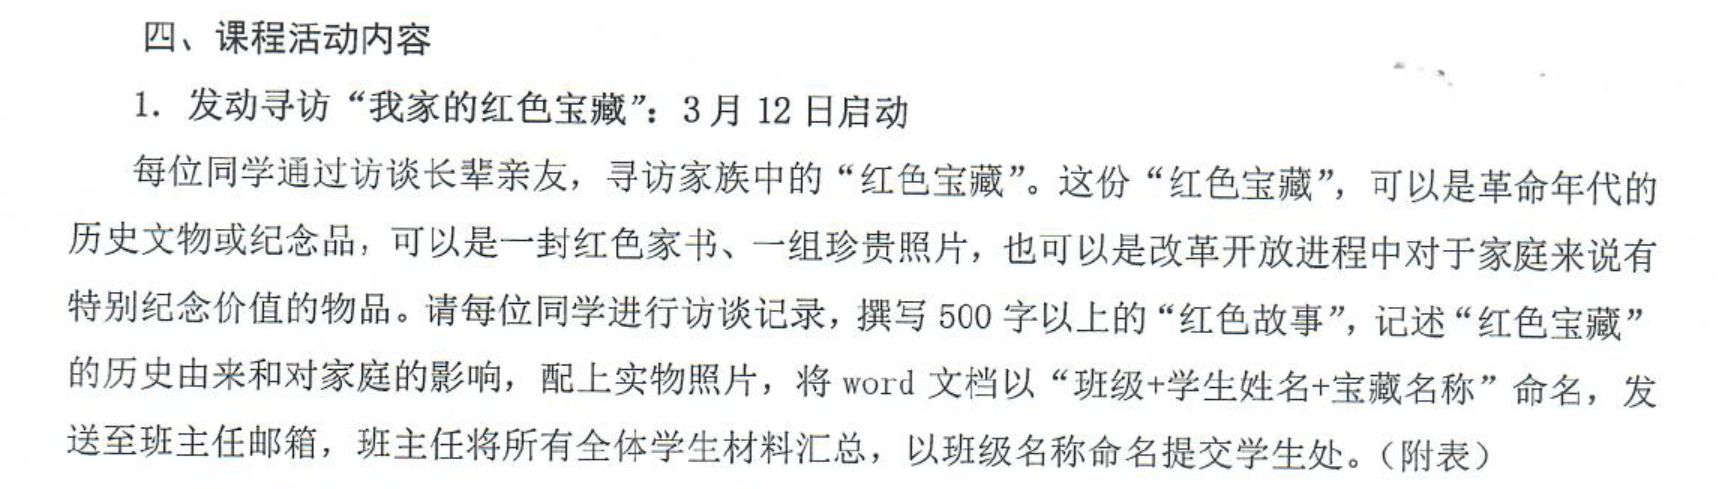 四、课程活动内容
1. 发动寻访“我家的红色宝藏”：3月12日启动
每位同学通过访谈长辈亲友，寻访家族中的“红色宝藏”。这份“红色宝藏”，可以是革命年代的
历史文物或纪念品，可以是一封红色家书、一组珍贵照片，也可以是改革开放进程中对于家庭来说有
特别纪念价值的物品。请每位同学进行访谈记录，撰写500字以上的“红色故事”，记述“红色宝藏”
的历史由来和对家庭的影响，配上实物照片，将word文档以“班级+学生姓名+宝藏名称”命名，发
送至班主任邮箱，班主任将所有全体学生材料汇总，以班级名称命名提交学生处。（附表）